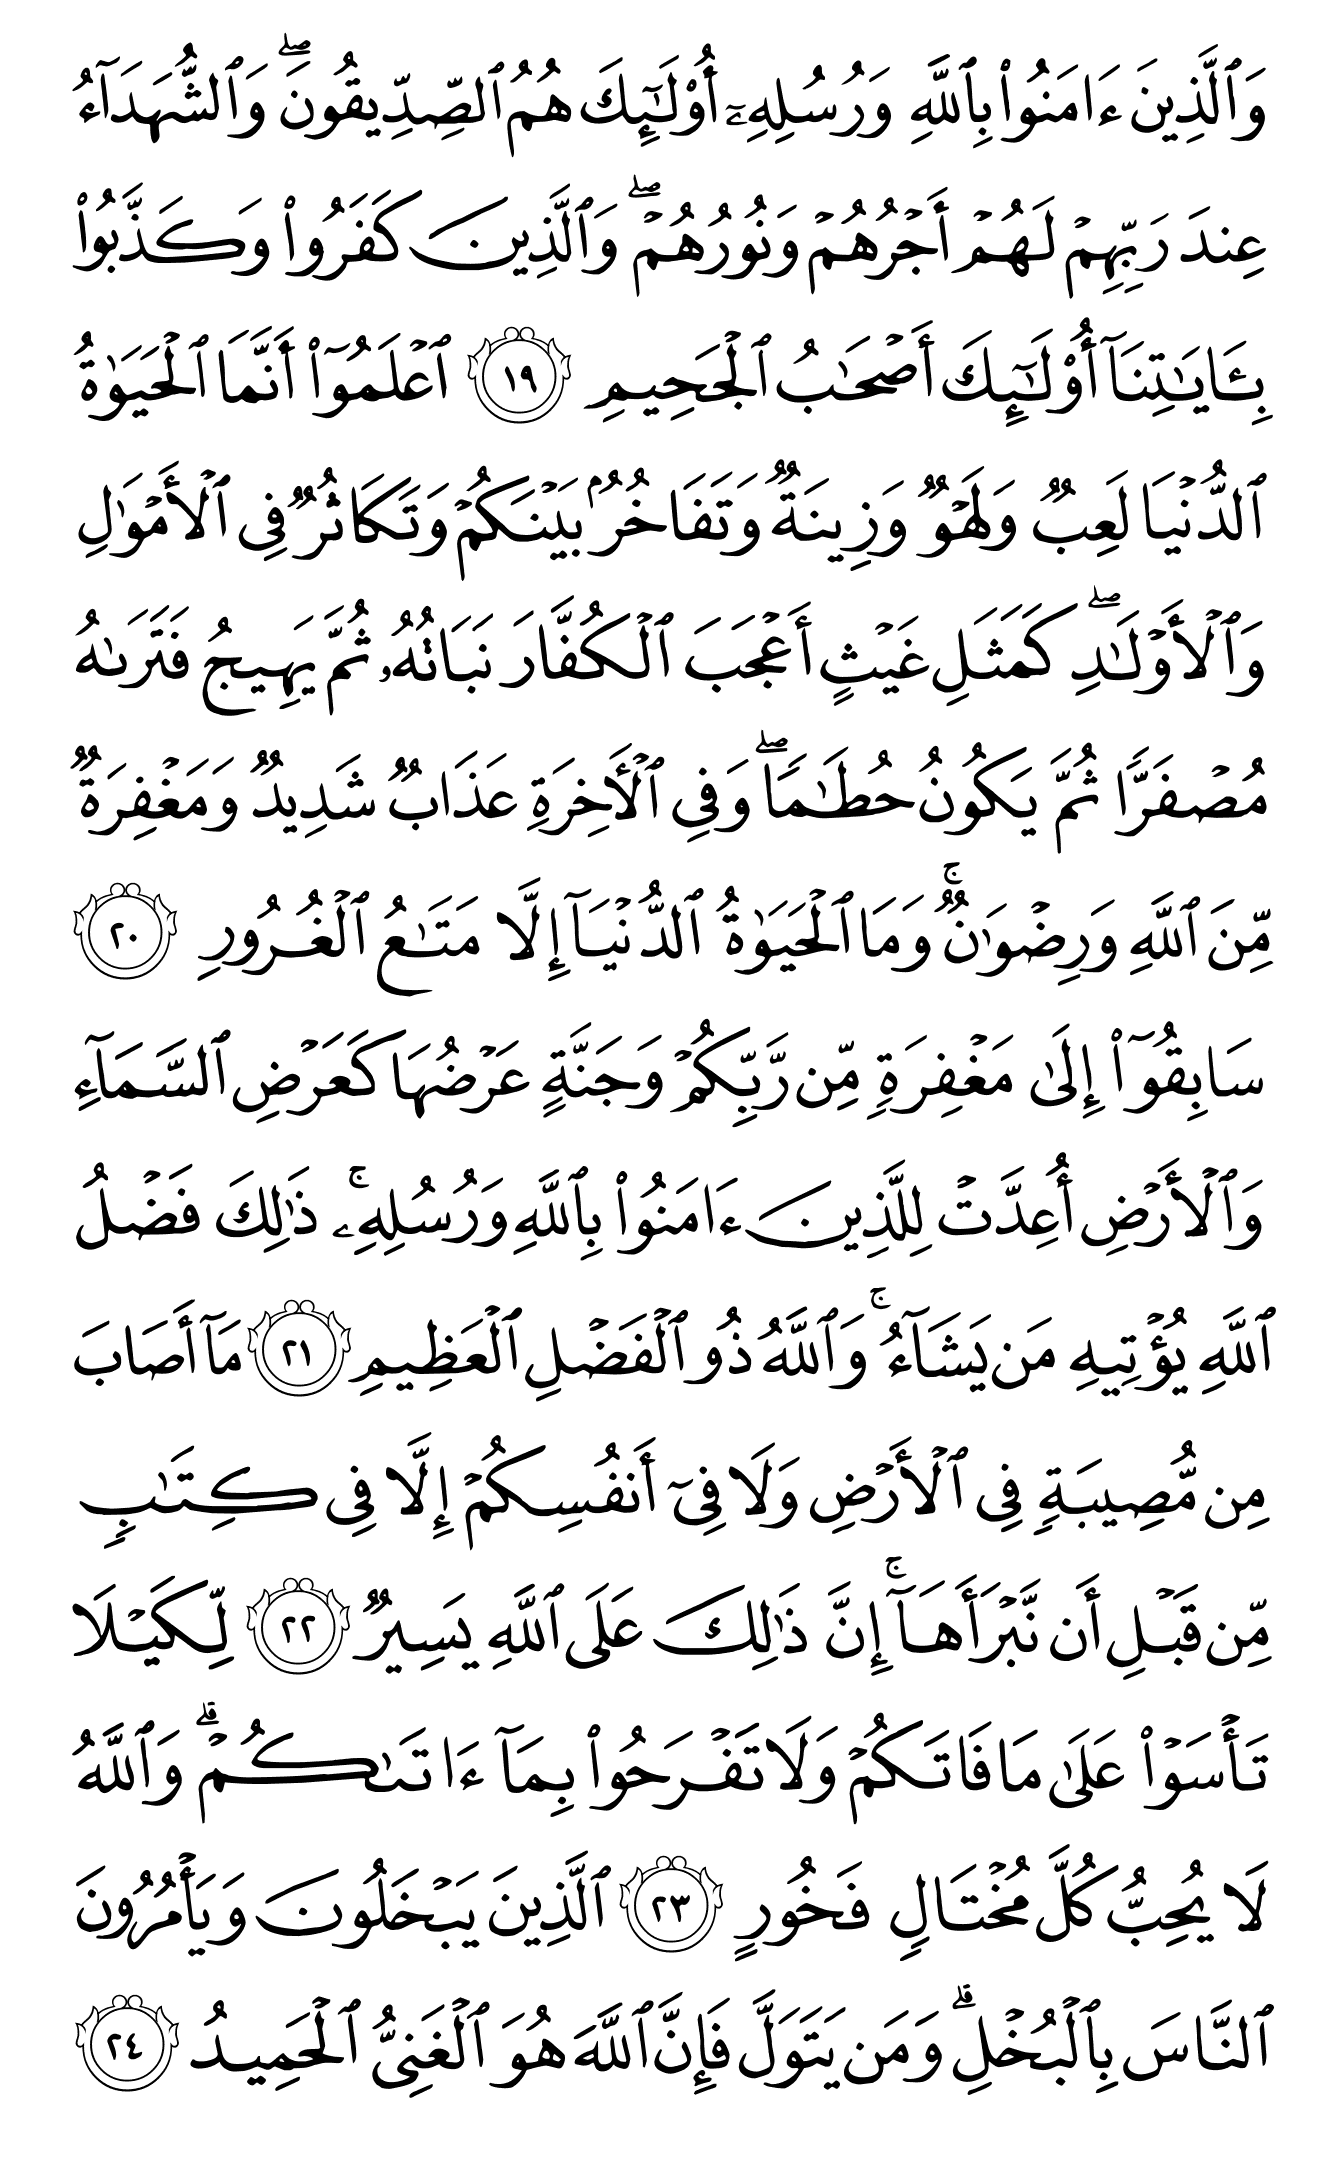 وَٱلَّذِينَ ءَامَنُوا۟ بِٱللَّهِ وَرُسُلِهِۦٓ أُو۟لَـٰٓئِكَ هُمُ ٱلصِّدِّيقُونَ ۖ وَٱلشُّهَدَآءُ
عِندَ رَبِّهِمْ لَهُمْ أَجْرُهُمْ وَنُورُهُمْ ۖ وَٱلَّذِينَ كَفَرُوا۟ وَكَذَّبُوا۟
بِـَٔايَـٰتِنَآ أُو۟لَـٰٓئِكَ أَصْحَـٰبُ ٱلْجَحِيمِ ١٩ ٱعْلَمُوٓا۟ أَنَّمَا ٱلْحَيَوٰةُ
ٱلدُّنْيَا لَعِبٌ وَلَهْوٌ وَزِينَةٌ وَتَفَاخُرٌۢ بَيْنَكُمْ وَتَكَاثُرٌ فِى ٱلْأَمْوَٰلِ
وَٱلْأَوْلَـٰدِ ۖ كَمَثَلِ غَيْثٍ أَعْجَبَ ٱلْكُفَّارَ نَبَاتُهُۥ ثُمَّ يَهِيجُ فَتَرَىٰهُ
مُصْفَرًّا ثُمَّ يَكُونُ حُطَـٰمًا ۖ وَفِى ٱلْـَٔاخِرَةِ عَذَابٌ شَدِيدٌ وَمَغْفِرَةٌ
مِّنَ ٱللَّهِ وَرِضْوَٰنٌ ۚ وَمَا ٱلْحَيَوٰةُ ٱلدُّنْيَآ إِلَّا مَتَـٰعُ ٱلْغُرُورِ ٢٠
سَابِقُوٓا۟ إِلَىٰ مَغْفِرَةٍ مِّن رَّبِّكُمْ وَجَنَّةٍ عَرْضُهَا كَعَرْضِ ٱلسَّمَآءِ
وَٱلْأَرْضِ أُعِدَّتْ لِلَّذِينَ ءَامَنُوا۟ بِٱللَّهِ وَرُسُلِهِۦ ۚ ذَٰلِكَ فَضْلُ
ٱللَّهِ يُؤْتِيهِ مَن يَشَآءُ ۚ وَٱللَّهُ ذُو ٱلْفَضْلِ ٱلْعَظِيمِ ٢١ مَآ أَصَابَ
مِن مُّصِيبَةٍ فِى ٱلْأَرْضِ وَلَا فِىٓ أَنفُسِكُمْ إِلَّا فِى كِتَـٰبٍ
مِّن قَبْلِ أَن نَّبْرَأَهَآ ۚ إِنَّ ذَٰلِكَ عَلَى ٱللَّهِ يَسِيرٌ ٢٢ لِّكَيْلَا
تَأْسَوْا۟ عَلَىٰ مَا فَاتَكُمْ وَلَا تَفْرَحُوا۟ بِمَآ ءَاتَىٰكُمْ ۗ وَٱللَّهُ
لَا يُحِبُّ كُلَّ مُخْتَالٍ فَخُورٍ ٢٣ ٱلَّذِينَ يَبْخَلُونَ وَيَأْمُرُونَ
ٱلنَّاسَ بِٱلْبُخْلِ ۗ وَمَن يَتَوَلَّ فَإِنَّ ٱللَّهَ هُوَ ٱلْغَنِىُّ ٱلْحَمِيدُ ٢٤